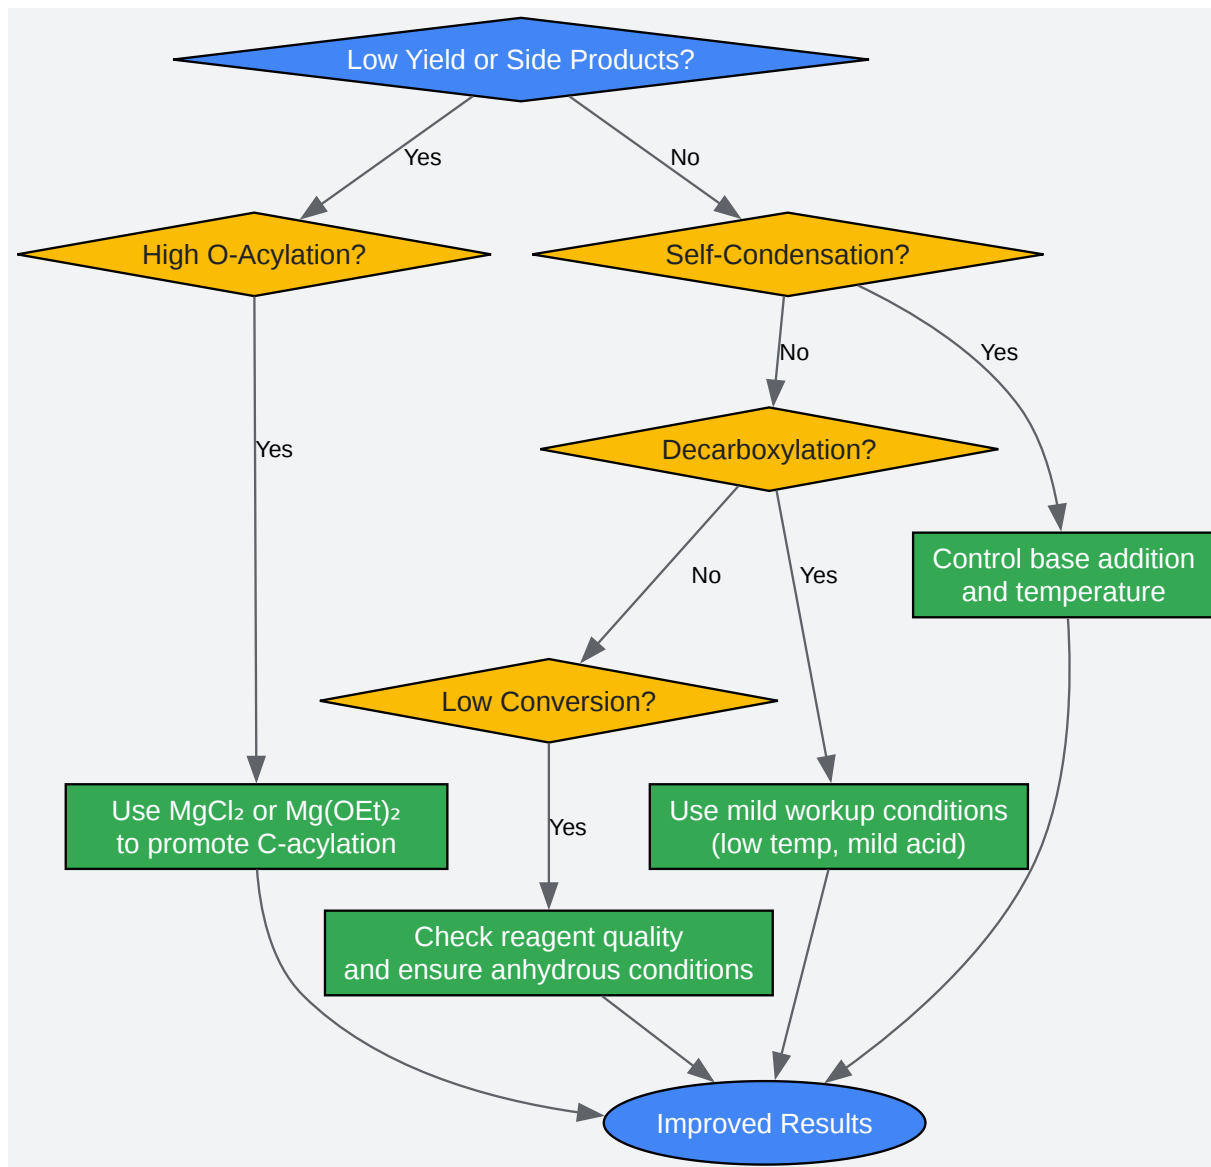 Low Yield or Side Products?
Yes
No
High O-Acylation?
Self-Condensation?
No
Yes
Yes
Decarboxylation?
No
Yes
Control base addition
and temperature
Low Conversion?
Use MgCl₂ or Mg(OEt)₂
to promote C-acylation
Yes
Use mild workup conditions
(low temp, mild acid)
Check reagent quality
and ensure anhydrous conditions
Improved Results